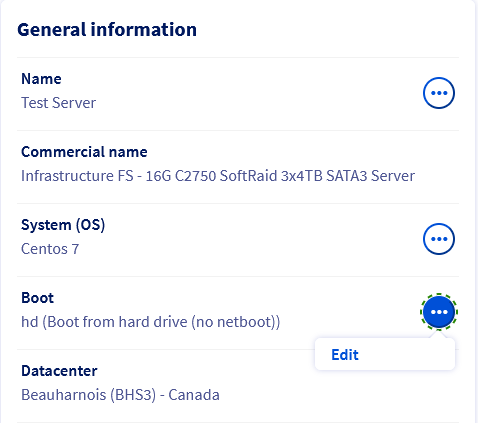 General information
Name
Test Server
Commercial name
Infrastructure FS - 16G C2750 SoftRaid 3x4TB SATA3 Server
System (OS)
Centos 7
Boot
hd (Boot from hard drive (no netboot))
Edit
Datacenter
Beauharnois (BHS3) - Canada